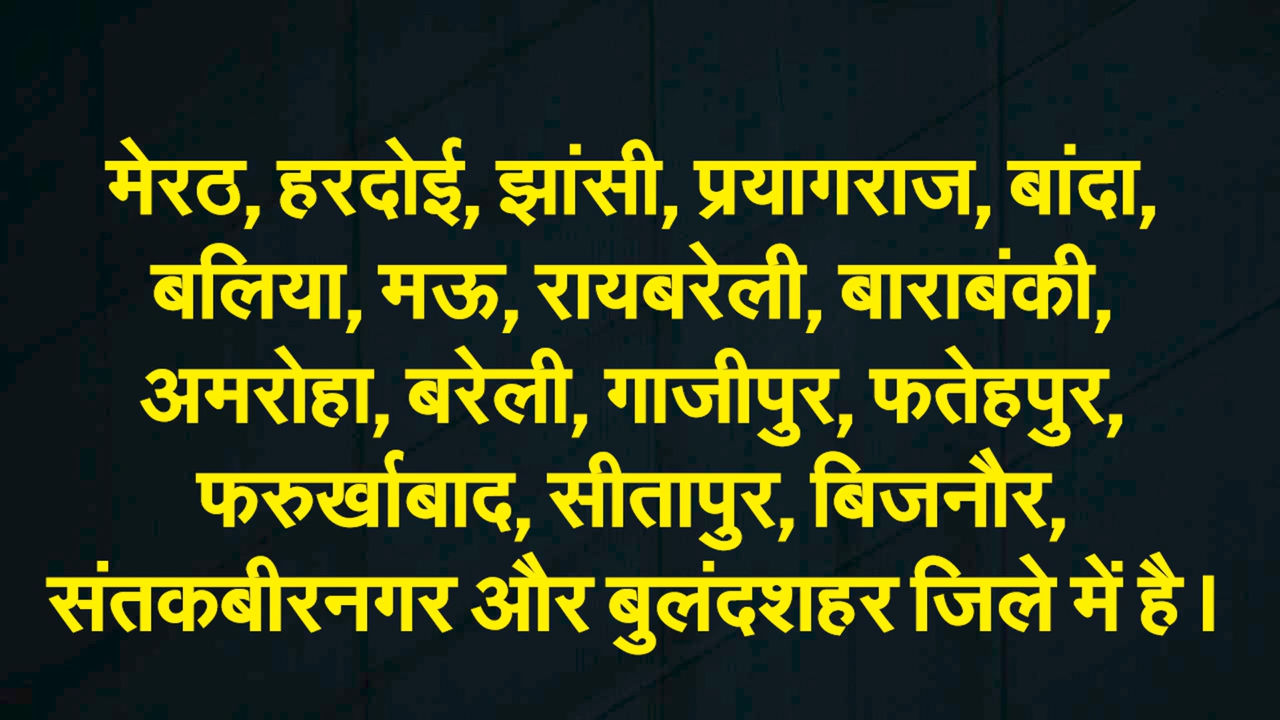 मेरठ, हरदोई, झांसी, प्रयागराज, बांदा,
बलिया, मऊ, रायबरेली, बाराबंकी,
अमरोहा, बरेली, गाजीपुर, फतेहपुर,
फरुर्खाबाद, सीतापुर, बिजनौर,
संतकबीरनगर और बुलंदशहर जिले में है।